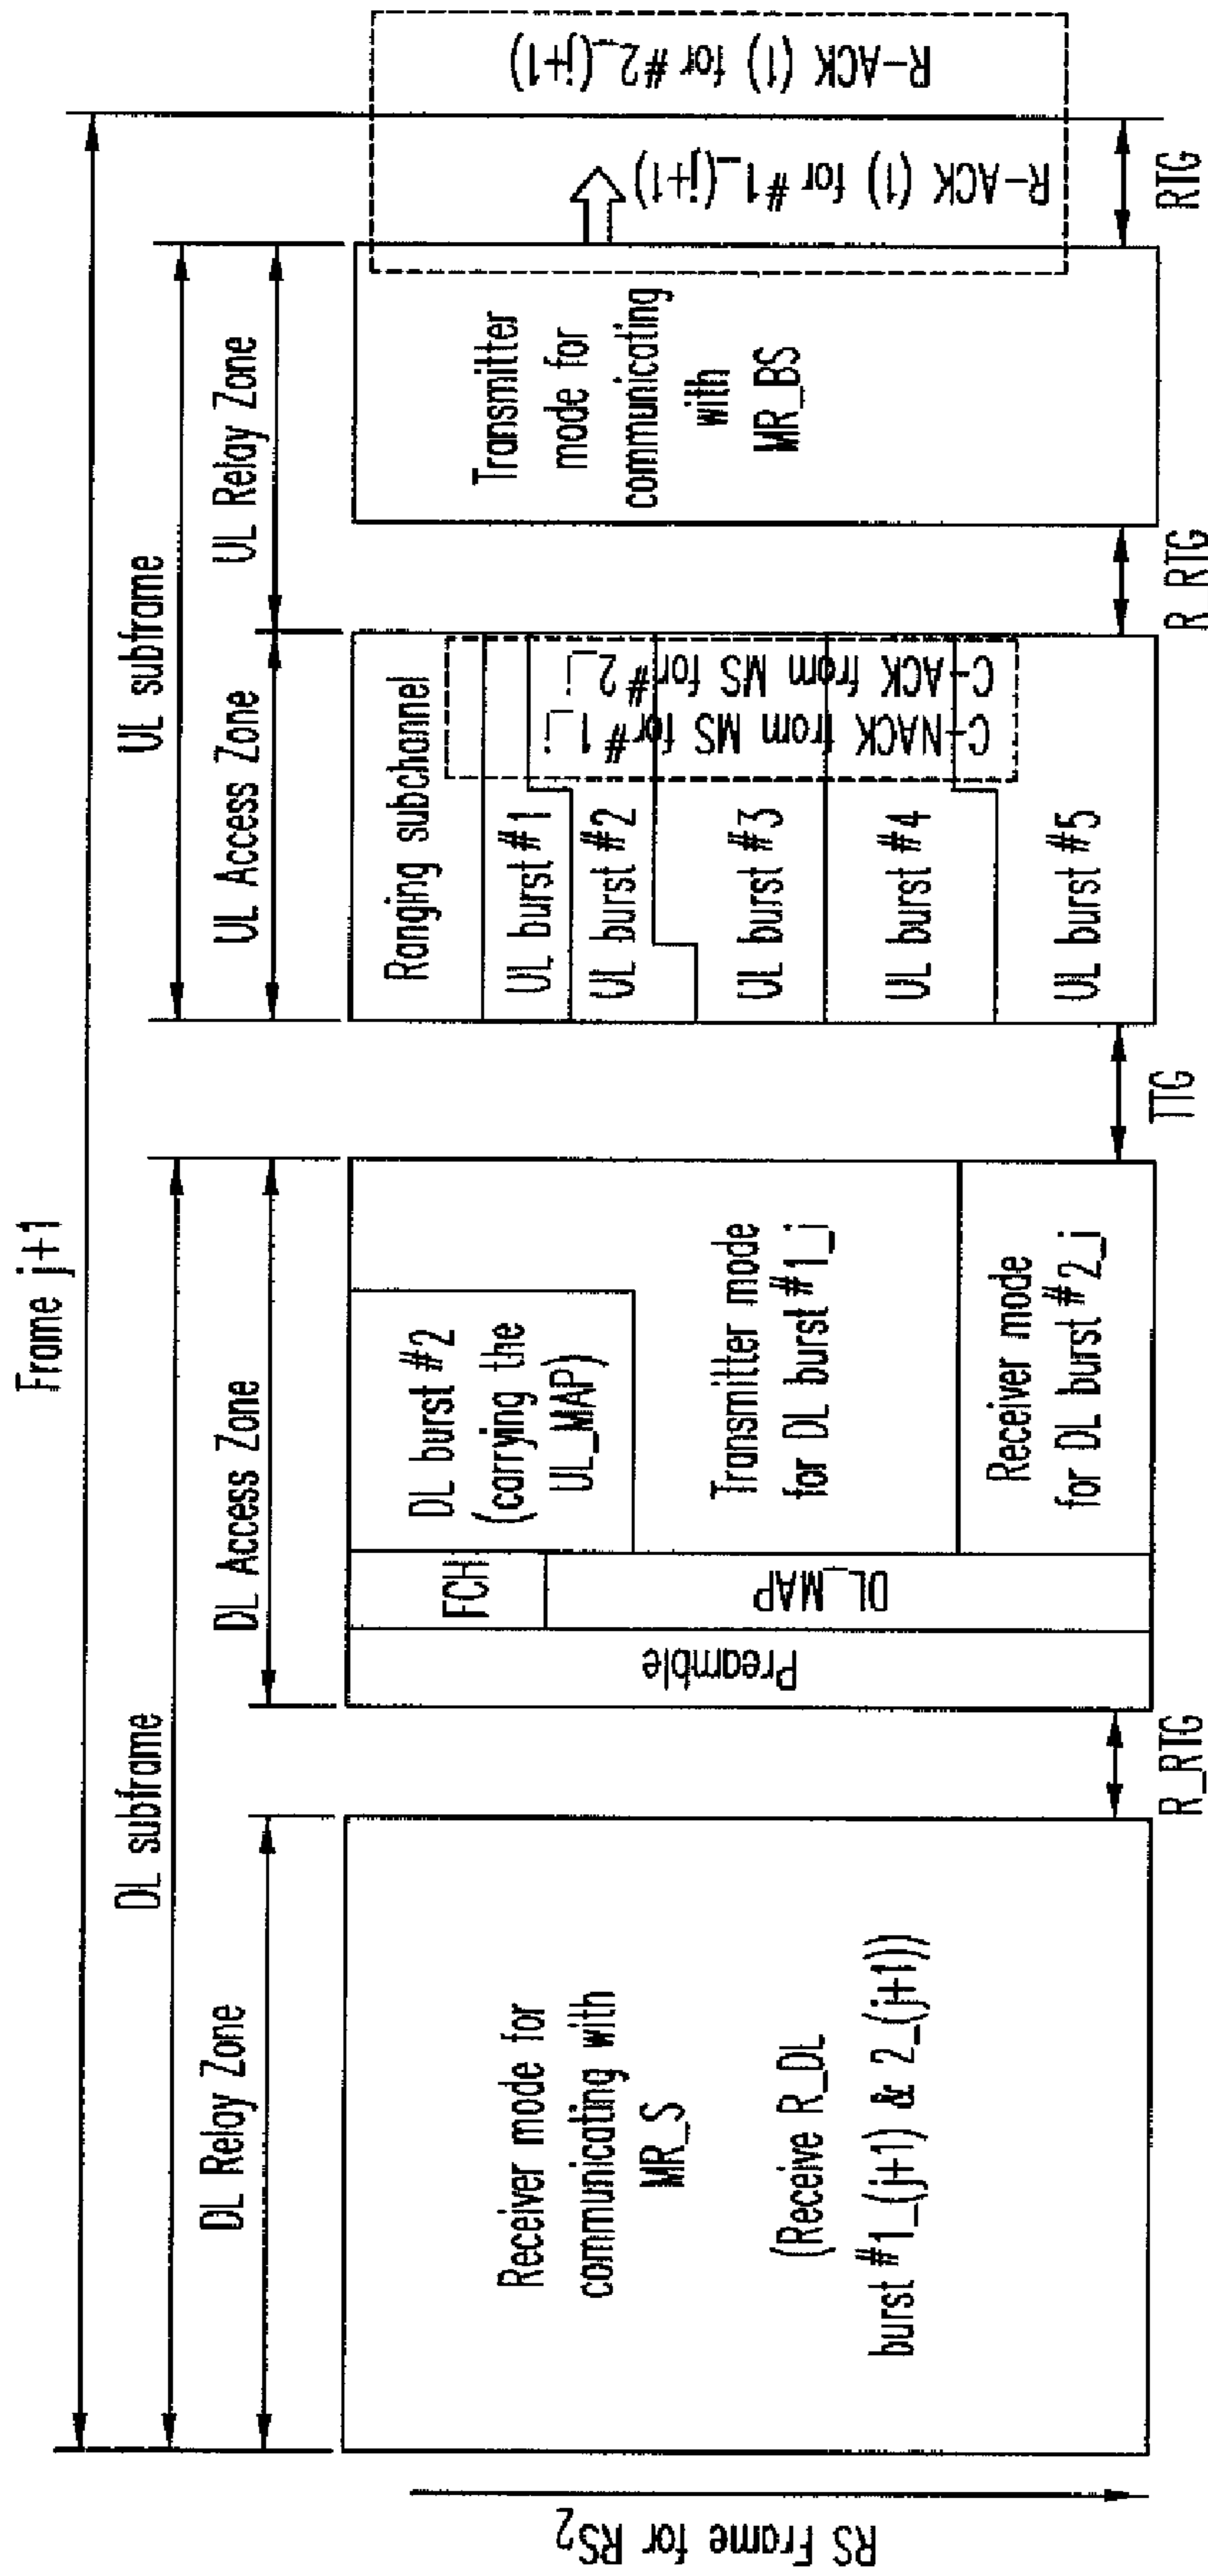 Frame j+1
DL subframe
UL subframe
DL Relay Zone
DL Access Zone
UL Access Zone
UL Relay Zone
RS Frame for RS2
Receiver mode for
communicating with
MR_S
(Receive R_DL
burst #1_(j+1) & 2_(j+1))
R_RTG
Preamble
FCH
DL_MAP
DL burst #2
(carrying the
UL_MAP)
Transmitter mode
for DL burst #1_j
Receiver mode
for DL burst #2_j
TTG
Ranging subchannel
UL burst #1
UL burst #2
UL burst #3
UL burst #4
UL burst #5
C-NACK from MS for #1_j
C-ACK from MS for #2_j
R_RTG
Transmitter
mode for
communicating
with
MR_BS
R-ACK (1) for #1_(j+1)
R-ACK (1) for #2_(j+1)
RTG